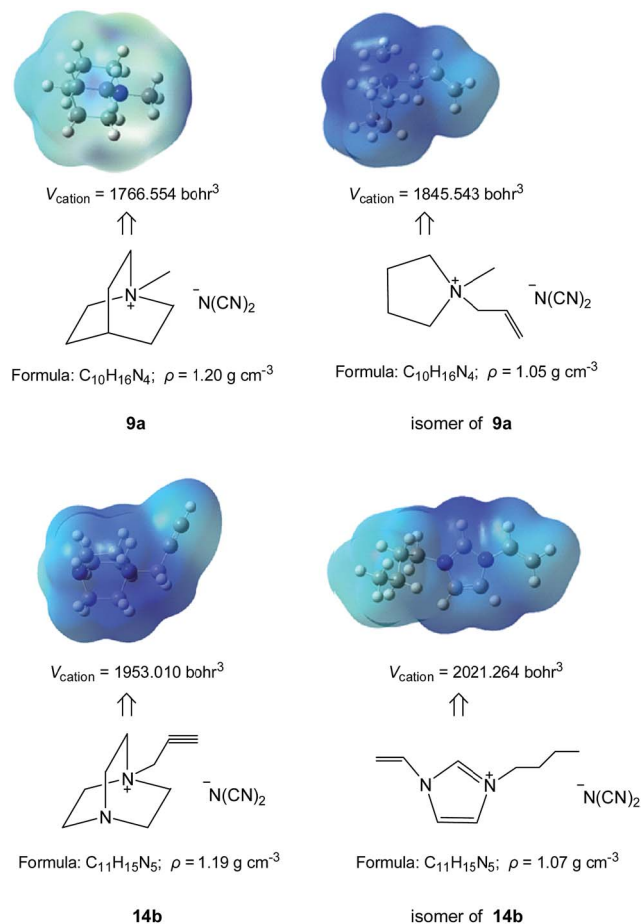 V_cation = 1766.554 bohr³
V_cation = 1845.543 bohr³
N
+
⁻N(CN)₂
N
+
⁻N(CN)₂
Formula: C₁₀H₁₆N₄; ρ = 1.20 g cm⁻³
Formula: C₁₀H₁₆N₄; ρ = 1.05 g cm⁻³
9a
isomer of 9a
V_cation = 1953.010 bohr³
V_cation = 2021.264 bohr³
N
+
N
⁻N(CN)₂
N
N
+
⁻N(CN)₂
Formula: C₁₁H₁₅N₅; ρ = 1.19 g cm⁻³
Formula: C₁₁H₁₅N₅; ρ = 1.07 g cm⁻³
14b
isomer of 14b